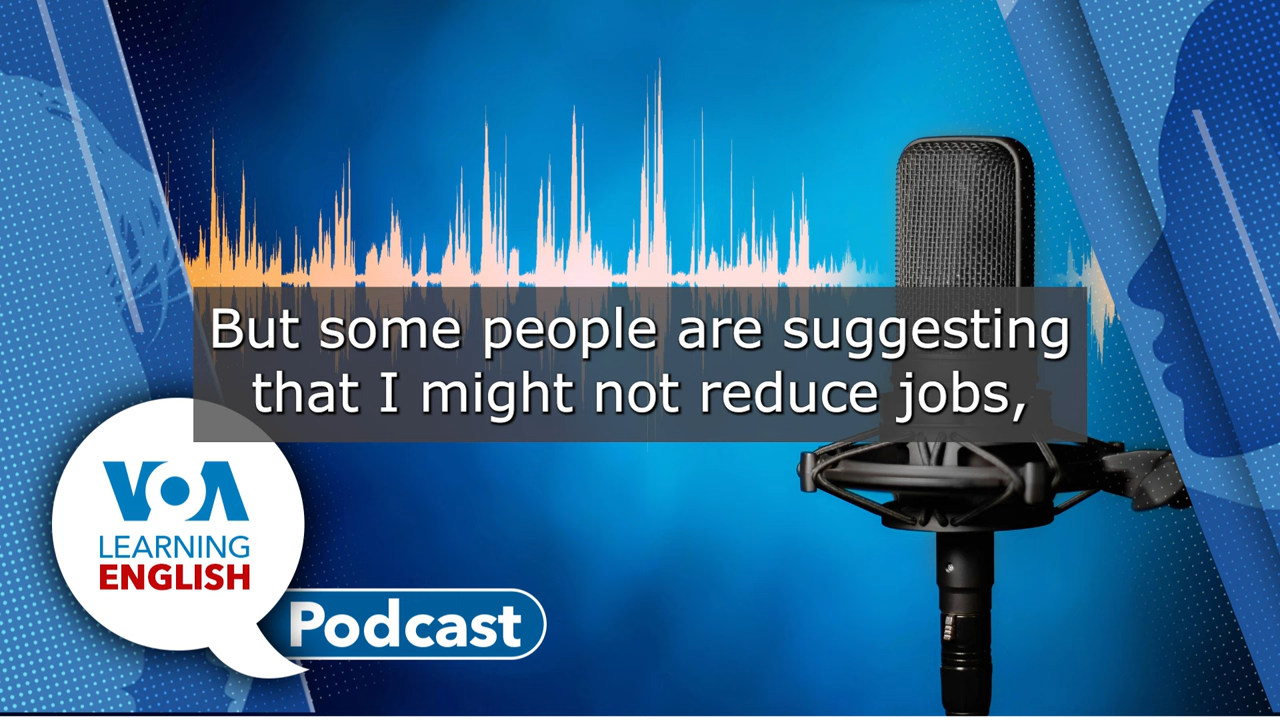 But some people are suggesting
that I might not reduce jobs,
VOA
LEARNING
ENGLISH
Podcast